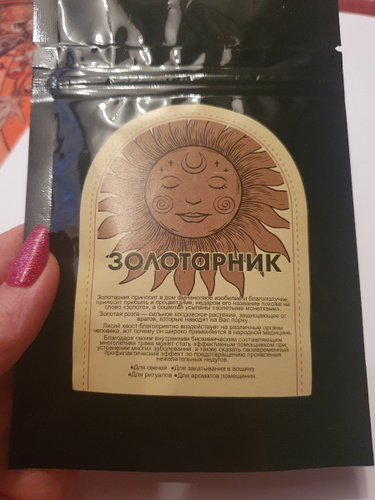 ЗОЛОТАРНИК
Золотарник приносит в дом финансовое изобилие и благополучие,
приносит прибыль и процветание, недаром его название похоже на
слово «золото», а соцветия усыпаны «золотыми монетками».
Золотая розга — сильное колдовское растение, защищающее от
врагов, которые наводят на Вас порчу.
Лисий хвост благоприятно воздействует на различные органы
человека, вот почему он широко применяется в народной медицине.
Благодаря своим внутренним биохимическим составляющим
многолетняя трава может стать эффективным помощником при
устранении многих заболеваний, а также оказать своевременный
профилактический эффект по предотвращению проявления
нежелательных недугов.
•Для свечей •Для закатывания в вощину
•Для ритуалов •Для ароматов помещения.